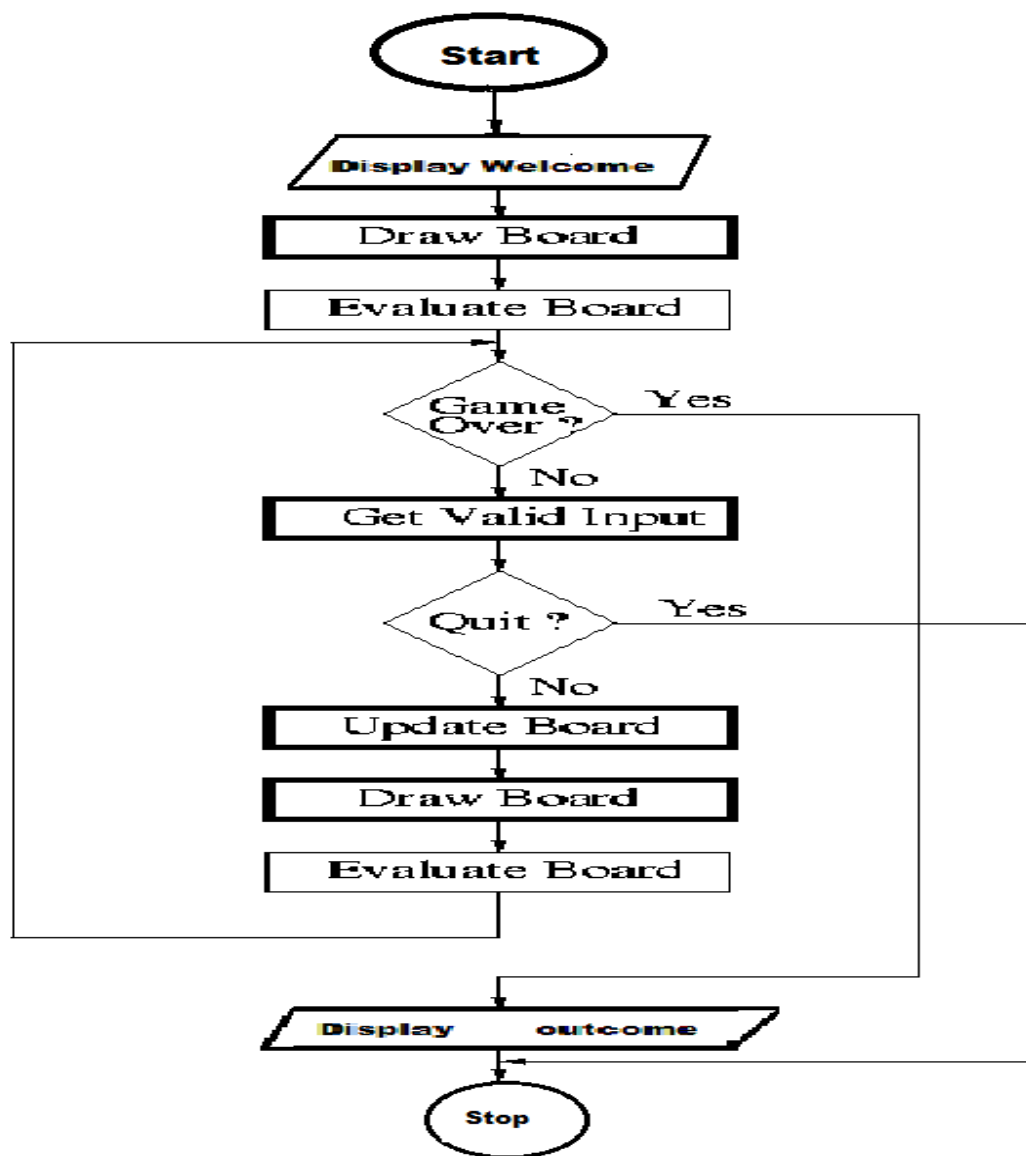 Start
Display Welcome
Draw Board
Evaluate Board
Game
Over ?
Yes
No
Get Valid Input
Quit ?
Yes
No
Update Board
Draw Board
Evaluate Board
Display outcome
Stop